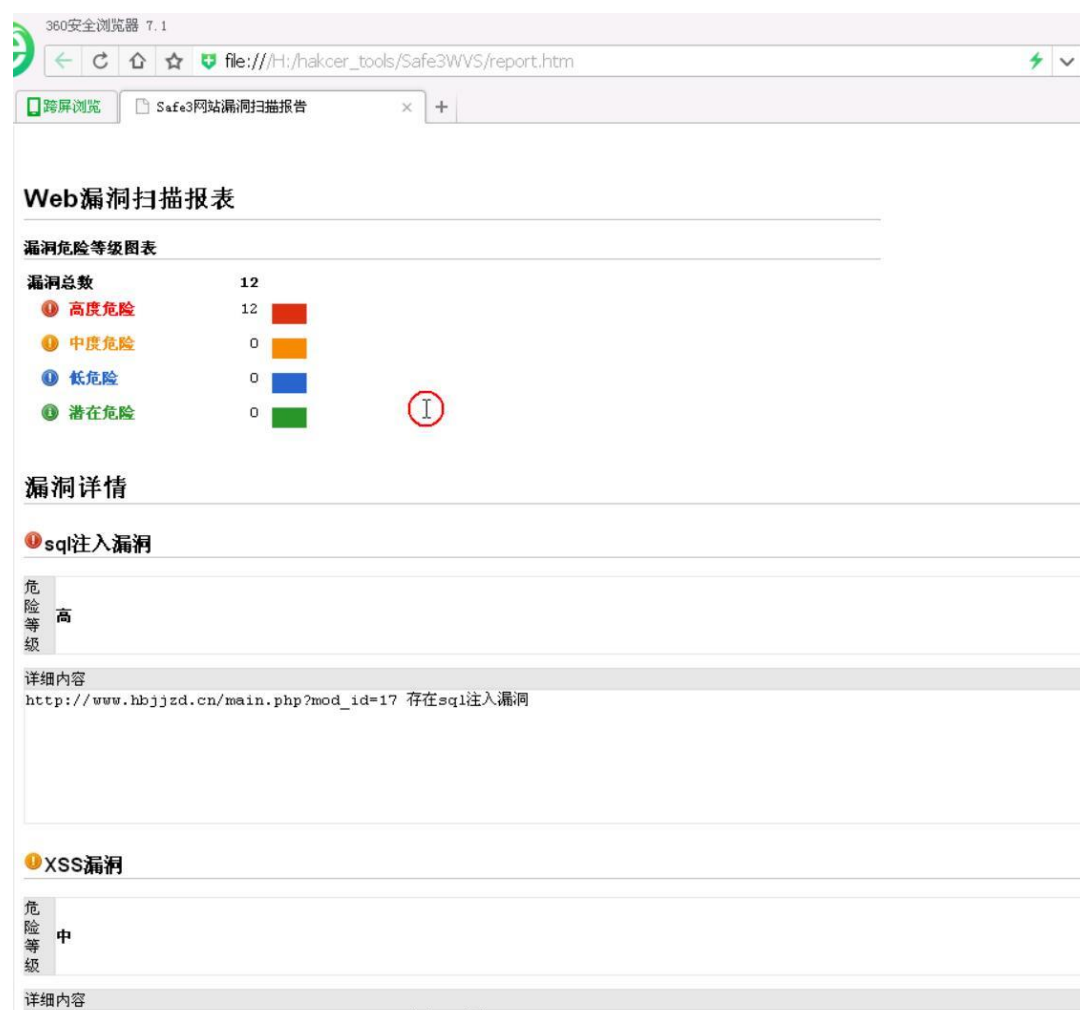 360安全浏览器 7.1
file:///H:/hakcer_tools/Safe3WVS/report.htm
跨屏浏览 Safe3网站漏洞扫描报告 × +
Web漏洞扫描报表
漏洞危险等级图表
漏洞总数 12
高度危险 12
中度危险 0
低危险 0
潜在危险 0
漏洞详情
sql注入漏洞
危险等级 高
详细内容
http://www.hbjjzd.cn/main.php?mod_id=17 存在sql注入漏洞
XSS漏洞
危险等级 中
详细内容